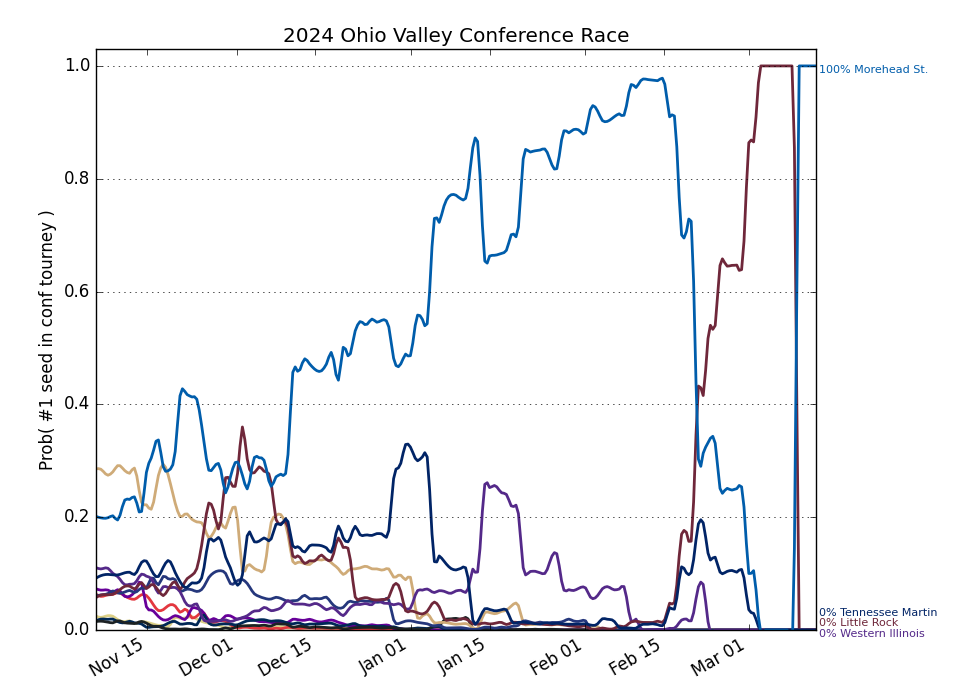 2024 Ohio Valley Conference Race
Prob( #1 seed in conf tourney )
1.0
0.8
0.6
0.4
0.2
0.0
100% Morehead St.
0% Tennessee Martin
0% Little Rock
0% Western Illinois
Nov 15
Dec 01
Dec 15
Jan 01
Jan 15
Feb 01
Feb 15
Mar 01